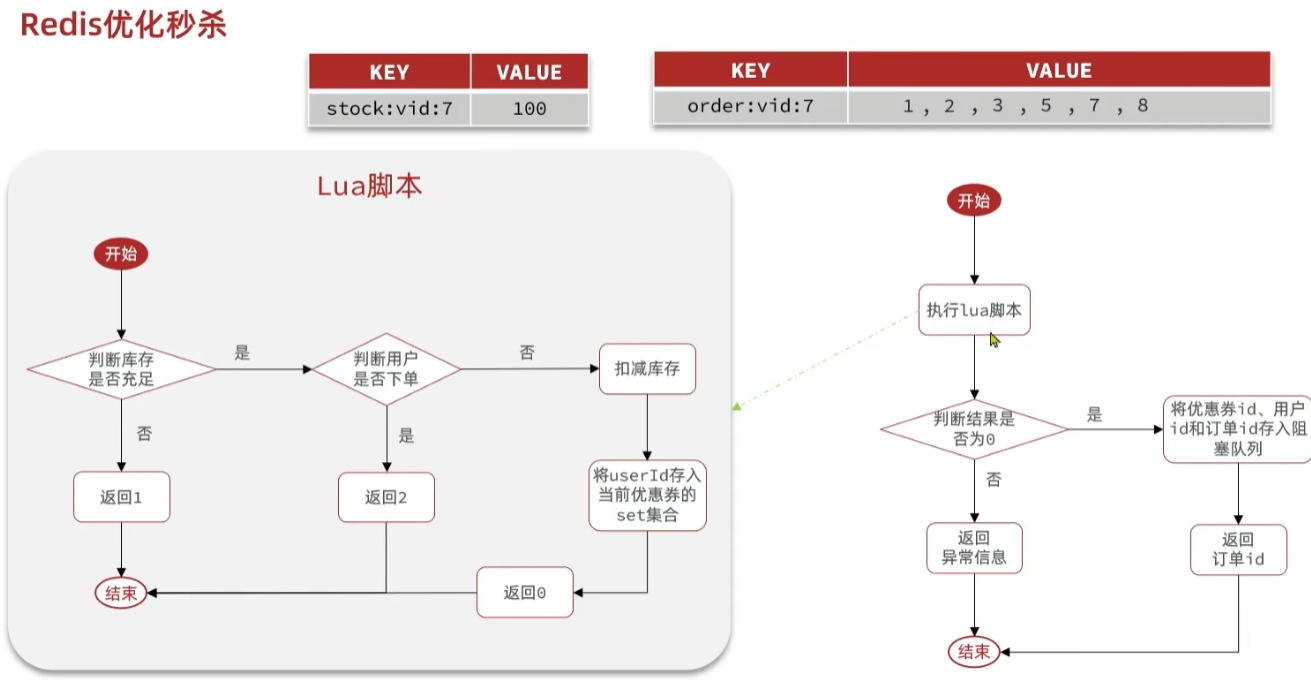 Redis优化秒杀
KEY VALUE
stock:vid:7 100
KEY VALUE
order:vid:7 1 , 2 , 3 , 5 , 7 , 8
Lua脚本
开始
判断库存
是否充足
是
判断用户
是否下单
否
扣减库存
否
是
返回1
返回2
将userId存入
当前优惠券的
set集合
结束
返回0
开始
执行lua脚本
判断结果是
否为0
是
将优惠券id、用户
id和订单id存入阻
塞队列
否
返回
异常信息
返回
订单id
结束